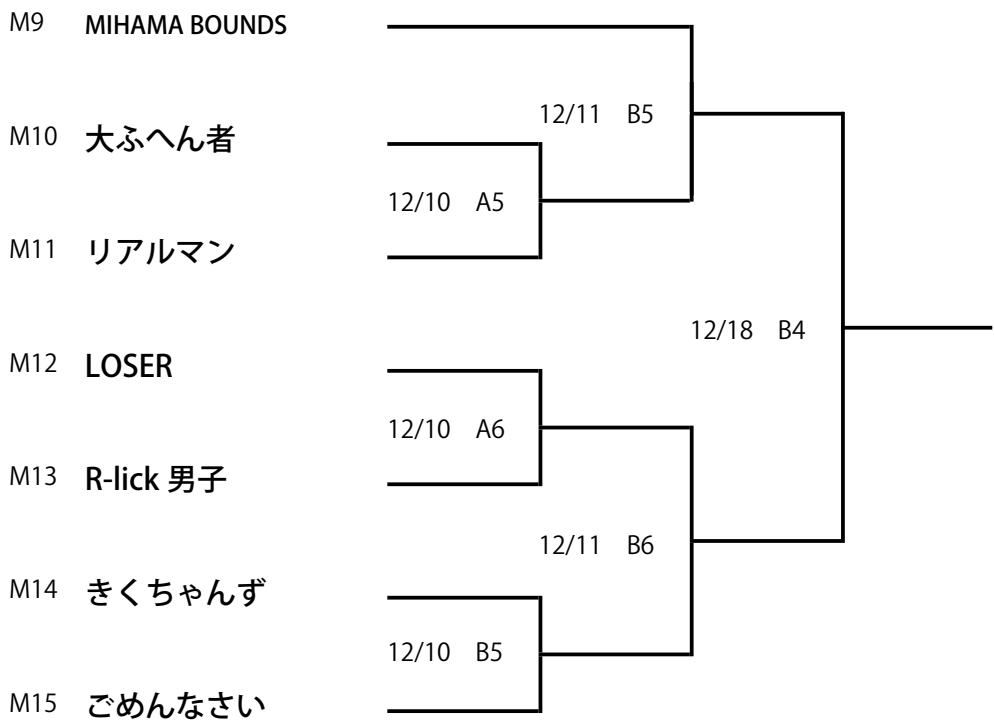 M9 MIHAMA BOUNDS
12/11 B5
M10 大ふへん者
12/10 A5
M11 リアルマン
12/18 B4
M12 LOSER
12/10 A6
M13 R-lick 男子
12/11 B6
M14 きくちゃんず
12/10 B5
M15 ごめんなさい